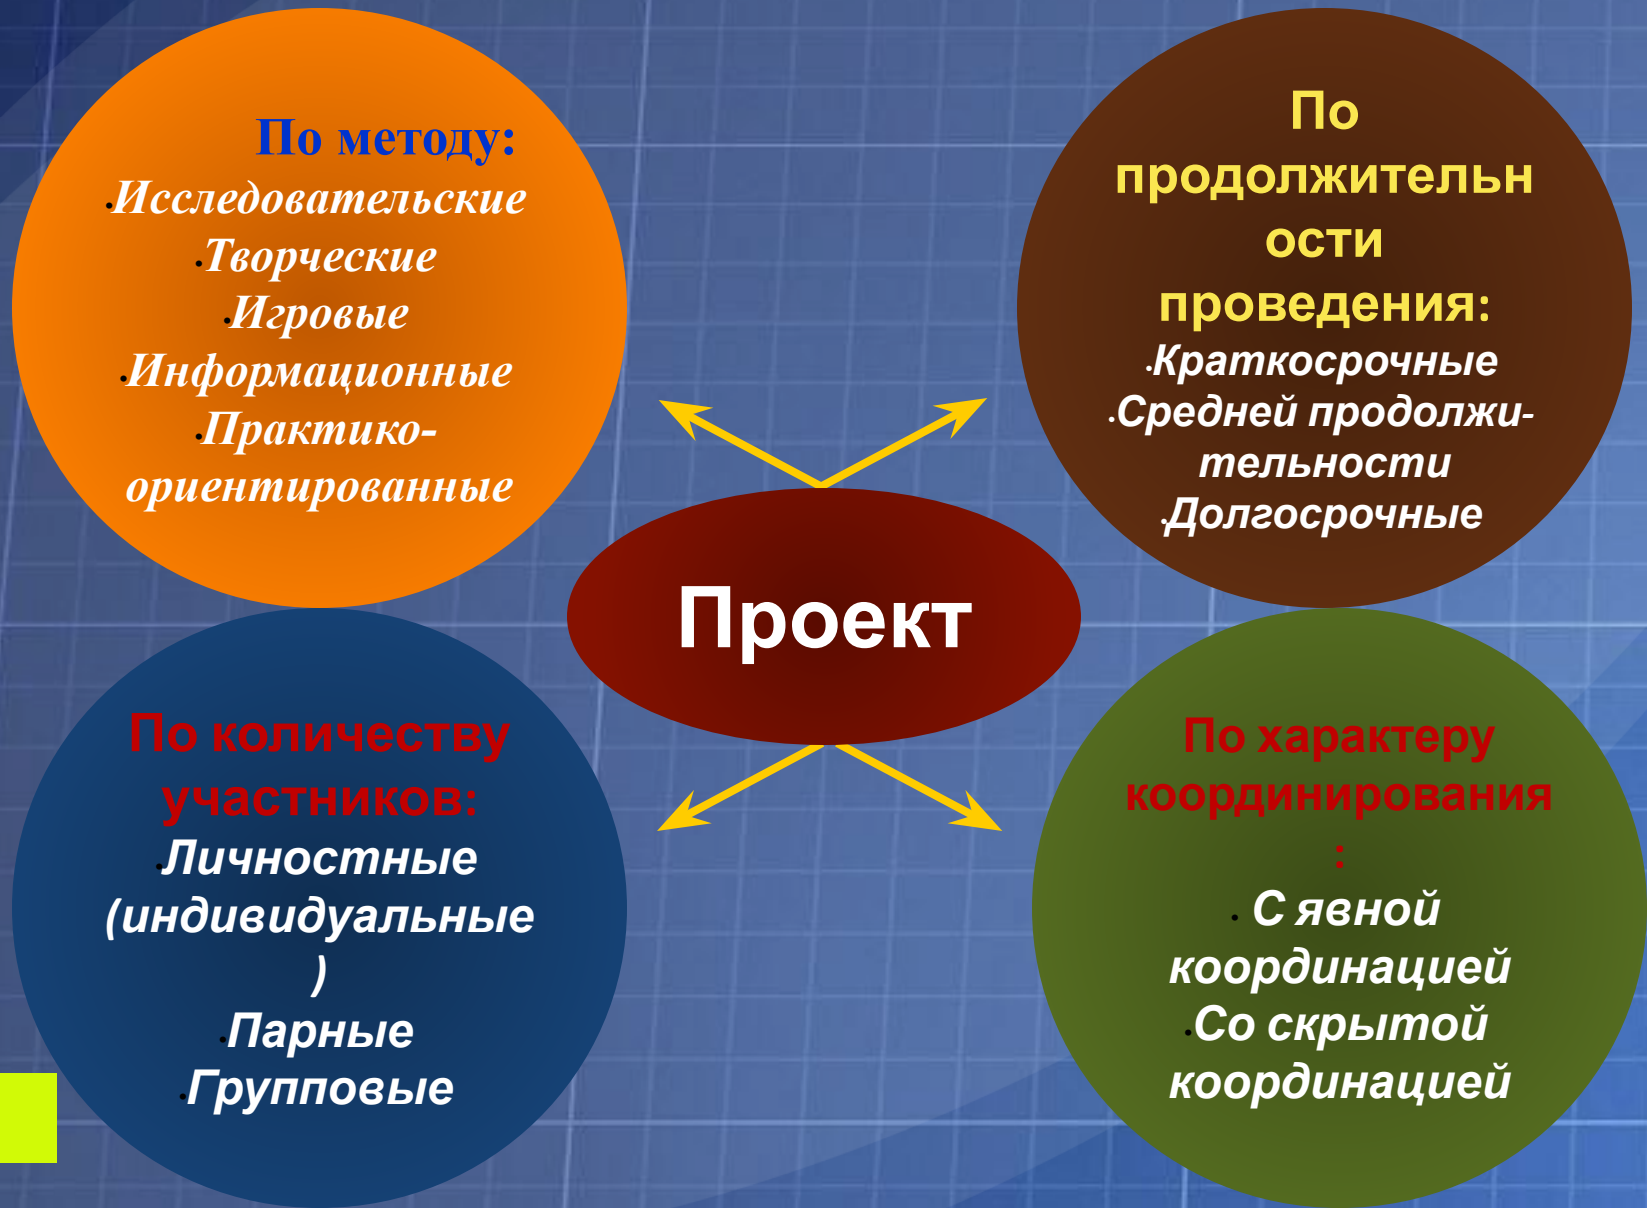 По методу:
•Исследовательские
•Творческие
•Игровые
•Информационные
•Практико-
ориентированные
По
продолжительн
ости
проведения:
•Краткосрочные
•Средней продолжи-
тельности
•Долгосрочные
Проект
По количеству
участников:
•Личностные
(индивидуальные
)
•Парные
•Групповые
По характеру
координирования
:
• С явной
координацией
•Со скрытой
координацией